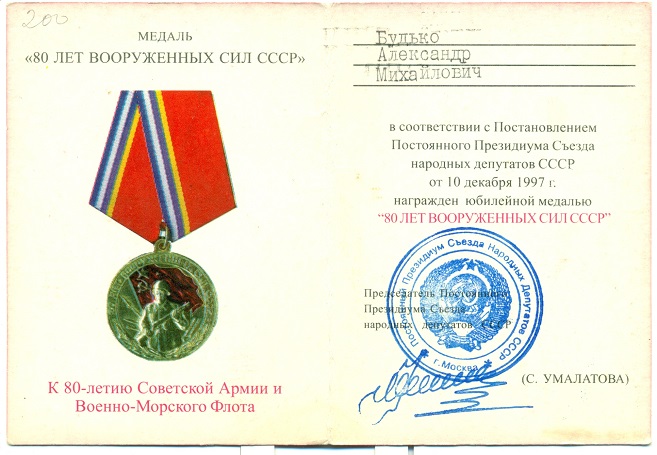 200
МЕДАЛЬ
«80 ЛЕТ ВООРУЖЕННЫХ СИЛ СССР»
К 80-летию Советской Армии и
Военно-Морского Флота
Будько
Александр
Михайлович
в соответствии с Постановлением
Постоянного Президиума Съезда
народных депутатов СССР
от 10 декабря 1997 г.
награжден юбилейной медалью
“80 ЛЕТ ВООРУЖЕННЫХ СИЛ СССР”
Постоянный Президиум Съезда Народных Депутатов СССР
г. Москва
Председатель Постоянного
Президиума Съезда
народных депутатов СССР
(С. УМАЛАТОВА)